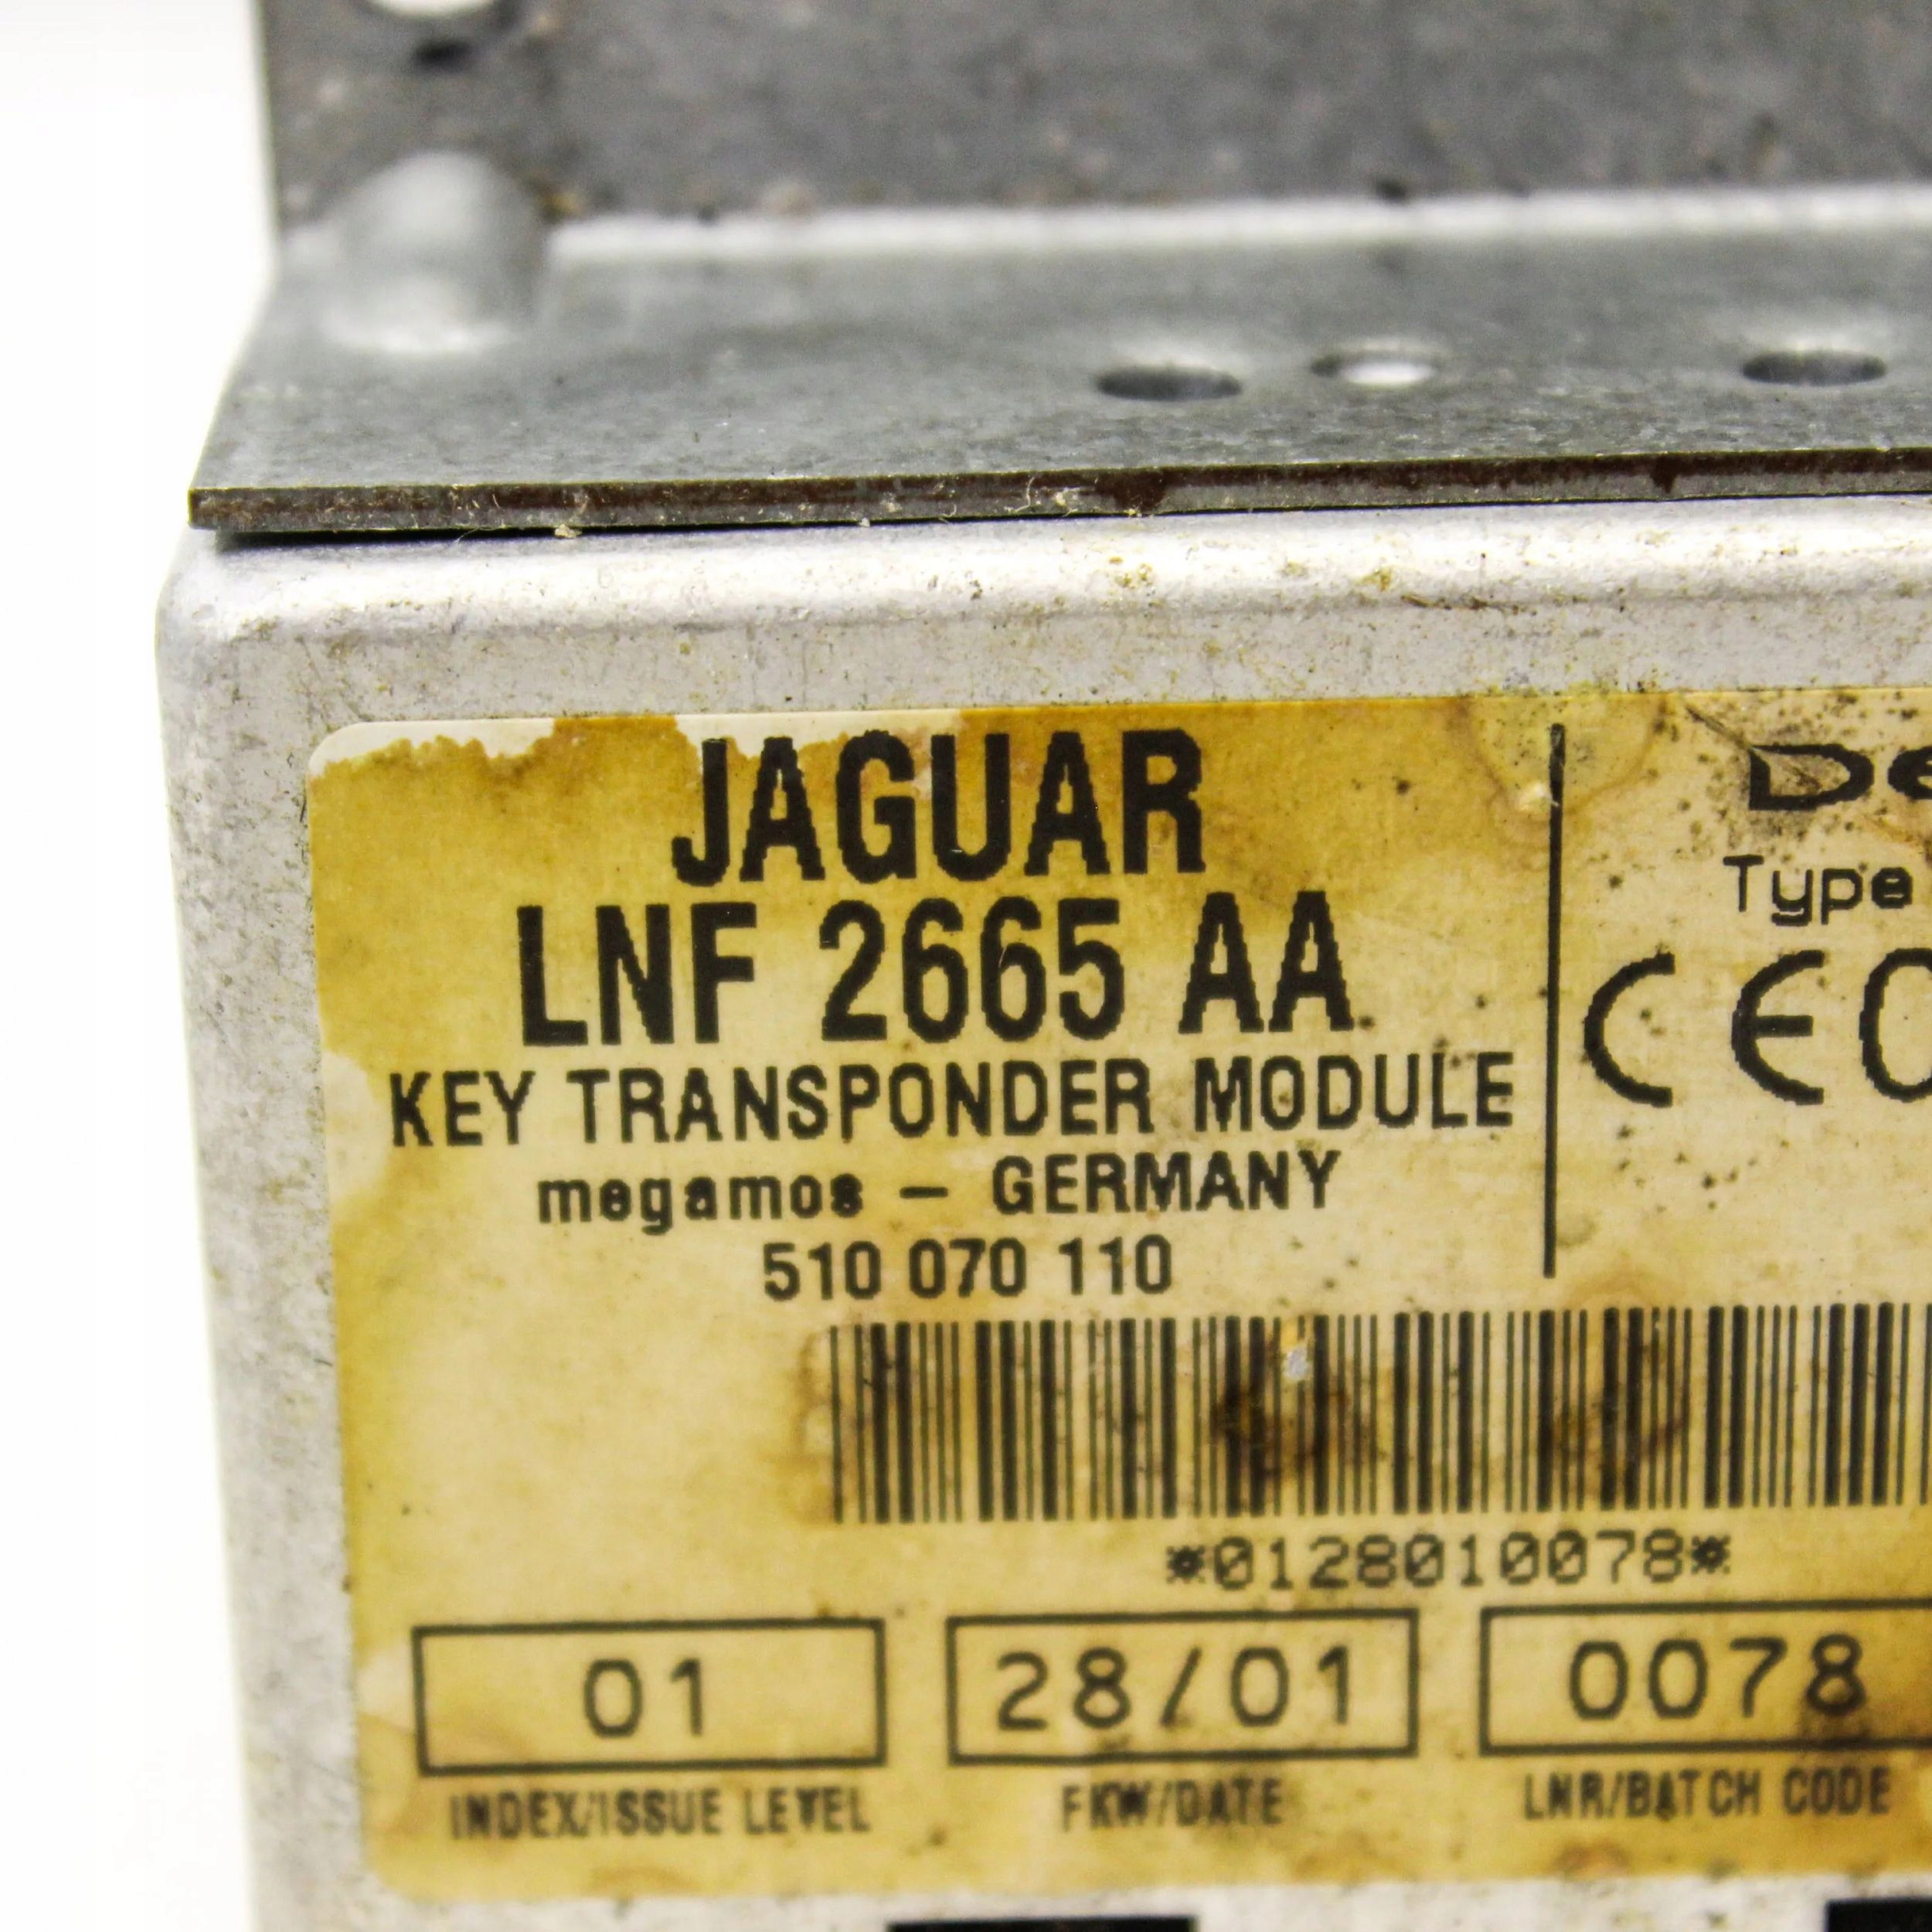 JAGUAR
LNF 2665 AA
KEY TRANSPONDER MODULE
megamos - GERMANY
510 070 110
Type
CE0
*0128010078*
01
28/01
0078
INDEX/ISSUE LEVEL
FKW/DATE
LNR/BATCH CODE